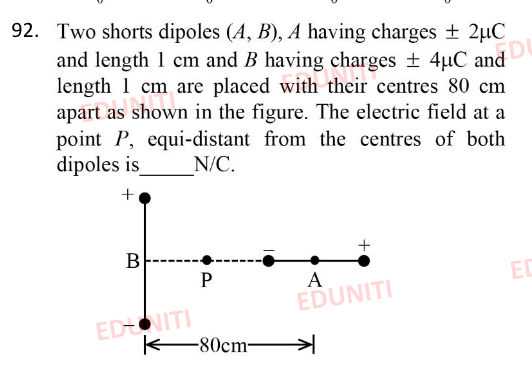 92. Two shorts dipoles (A, B), A having charges ± 2μC
and length 1 cm and B having charges ± 4μC and
length 1 cm are placed with their centres 80 cm
apart as shown in the figure. The electric field at a
point P, equi-distant from the centres of both
dipoles is_____N/C.
+
− +
B
P A
−
80cm
EDUNITI
EDUNITI
EDUNITI
EDUNITI